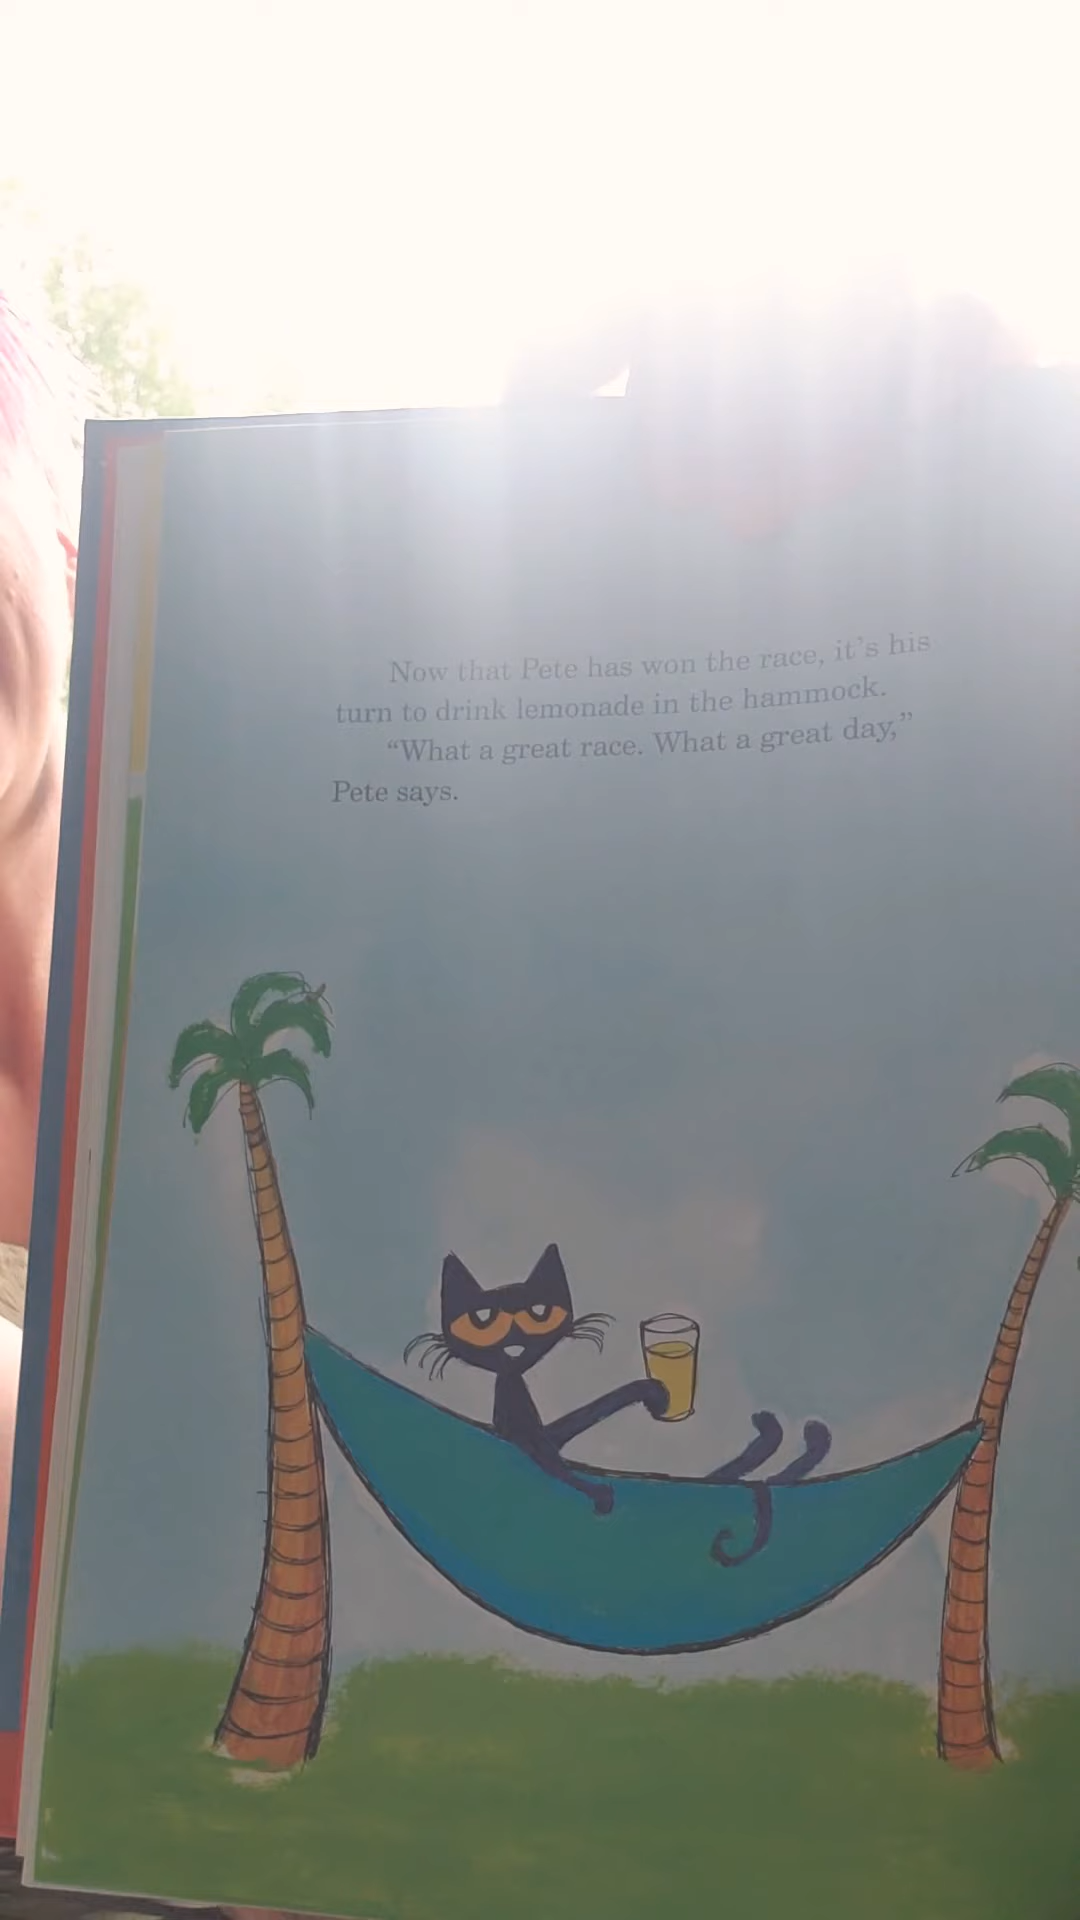 Now that Pete has won the race, it’s his
turn to drink lemonade in the hammock.
“What a great race. What a great day,”
Pete says.